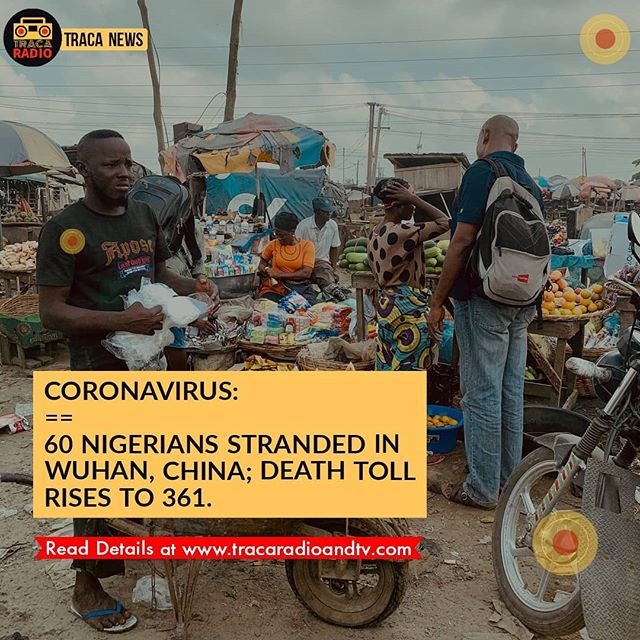 TRACA
RADIO
TRACA NEWS
CORONAVIRUS:
==
60 NIGERIANS STRANDED IN
WUHAN, CHINA; DEATH TOLL
RISES TO 361.
Read Details at www.tracaradioandtv.com